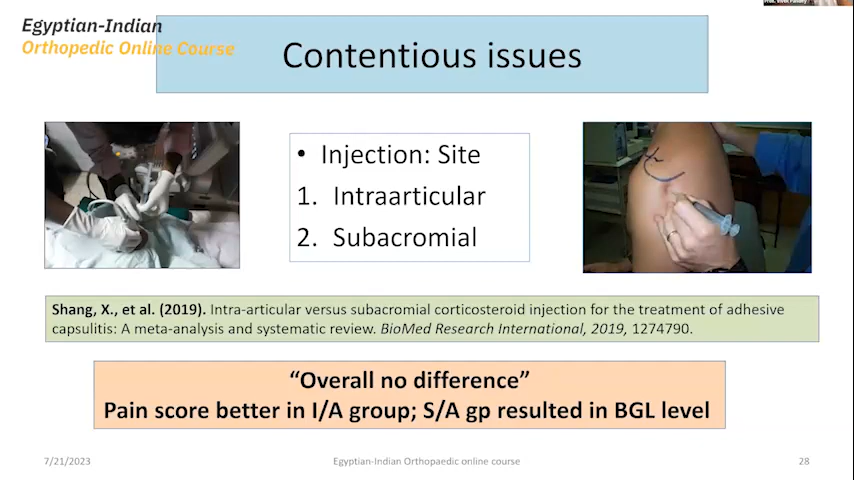 Egyptian-Indian
Orthopedic Online Course
Contentious issues
• Injection: Site
1. Intraarticular
2. Subacromial
Shang, X., et al. (2019). Intra-articular versus subacromial corticosteroid injection for the treatment of adhesive
capsulitis: A meta-analysis and systematic review. BioMed Research International, 2019, 1274790.
“Overall no difference”
Pain score better in I/A group; S/A gp resulted in BGL level
7/21/2023
Egyptian-Indian Orthopaedic online course
28